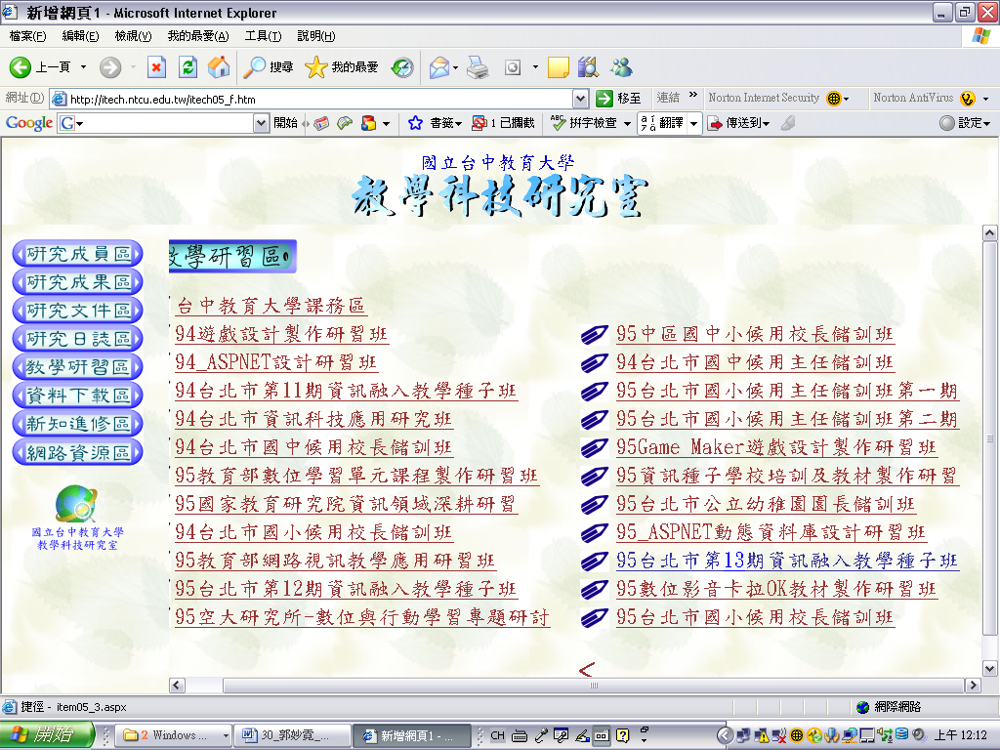 新增網頁1 - Microsoft Internet Explorer
檔案(F) 編輯(E) 檢視(V) 我的最愛(A) 工具(T) 說明(H)
上一頁 搜尋 我的最愛
網址(D) http://itech.ntcu.edu.tw/itech05_f.htm 移至 連結 » Norton Internet Security Norton AntiVirus
Google G 開始 書籤 1 已攔截 ABC 拼字檢查 翻譯 傳送到 設定
國立台中教育大學
教學科技研究室
研究成員區
研究成果區
研究文件區
研究日誌區
教學研習區
資料下載區
新知進修區
網路資源區
國立台中教育大學
教學科技研究室
教學研習區
台中教育大學課務區
94遊戲設計製作研習班
94_ASPNET設計研習班
94台北市第11期資訊融入教學種子班
94台北市資訊科技應用研究班
94台北市國中候用校長儲訓班
95教育部數位學習單元課程製作研習班
95國家教育研究院資訊領域深耕研習
94台北市國小候用校長儲訓班
95教育部網路視訊教學應用研習班
95台北市第12期資訊融入教學種子班
95空大研究所-數位與行動學習專題研討
95中區國中小候用校長儲訓班
94台北市國中候用主任儲訓班
95台北市國小候用主任儲訓班第一期
95台北市國小候用主任儲訓班第二期
95Game Maker遊戲設計製作研習班
95資訊種子學校培訓及教材製作研習
95台北市公立幼稚園園長儲訓班
95_ASPNET動態資料庫設計研習班
95台北市第13期資訊融入教學種子班
95數位影音卡拉OK教材製作研習班
95台北市國小候用校長儲訓班
<
捷徑 - item05_3.aspx 網際網路
開始 2 Windows ... 30_郭妙霓_... 新增網頁1 - ... CH 上午 12:12